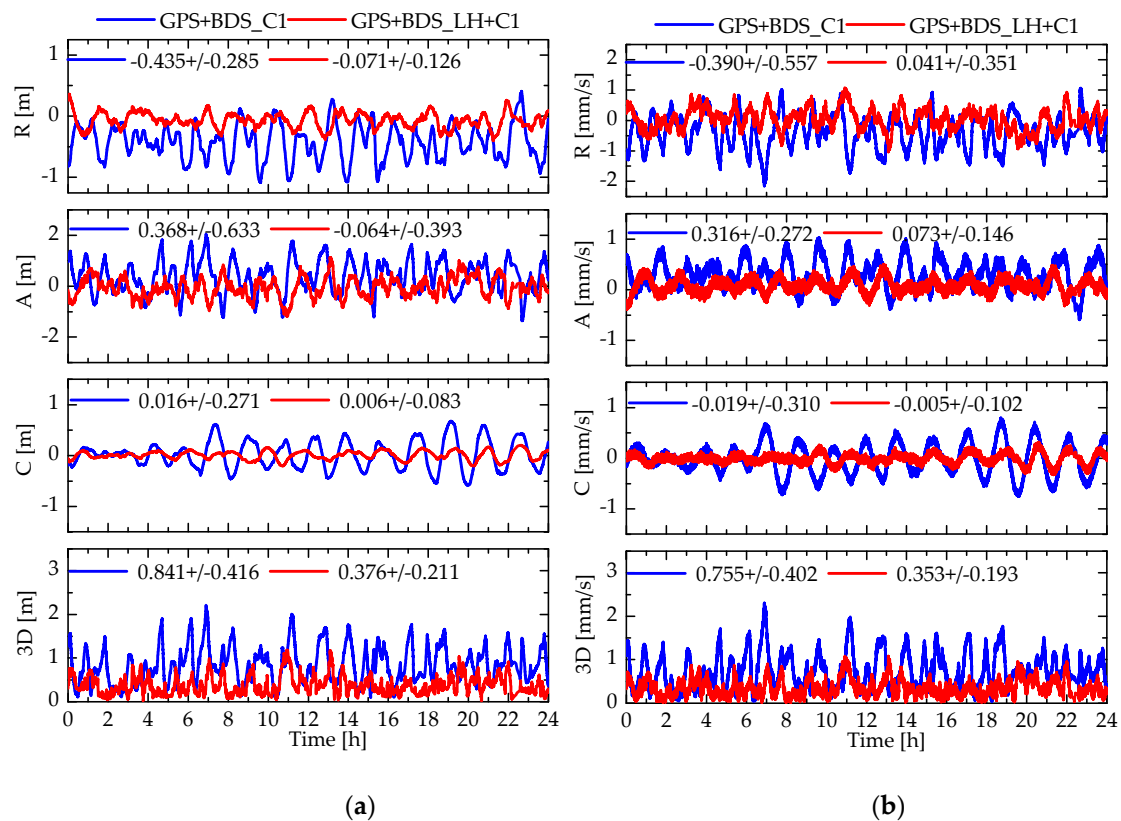 GPS+BDS_C1 GPS+BDS_LH+C1
R [m]
1
0
-1
-0.435+/-0.285 -0.071+/-0.126
A [m]
2
0
-2
0.368+/-0.633 -0.064+/-0.393
C [m]
1
0
-1
0.016+/-0.271 0.006+/-0.083
3D [m]
3
2
1
0
0.841+/-0.416 0.376+/-0.211
0 2 4 6 8 10 12 14 16 18 20 22 24
Time [h]
(a)
GPS+BDS_C1 GPS+BDS_LH+C1
R [mm/s]
2
1
0
-1
-2
-0.390+/-0.557 0.041+/-0.351
A [mm/s]
1
0
-1
0.316+/-0.272 0.073+/-0.146
C [mm/s]
1
0
-1
-0.019+/-0.310 -0.005+/-0.102
3D [mm/s]
3
2
1
0
0.755+/-0.402 0.353+/-0.193
0 2 4 6 8 10 12 14 16 18 20 22 24
Time [h]
(b)